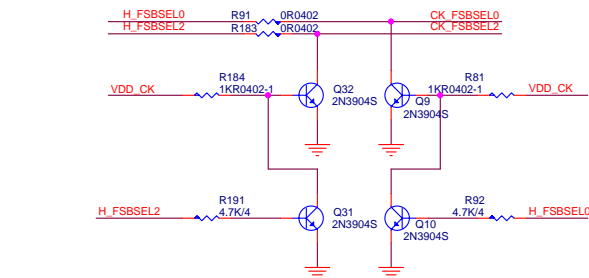 H_FSBSEL0 R91 0R0402 CK_FSBSEL0
H_FSBSEL2 R183 0R0402 CK_FSBSEL2
R184 R81
VDD_CK 1KR0402-1 Q32 1KR0402-1 VDD_CK
2N3904S Q9
2N3904S
R191 R92
H_FSBSEL2 4.7K/4 Q31 4.7K/4 H_FSBSEL0
2N3904S Q10
2N3904S